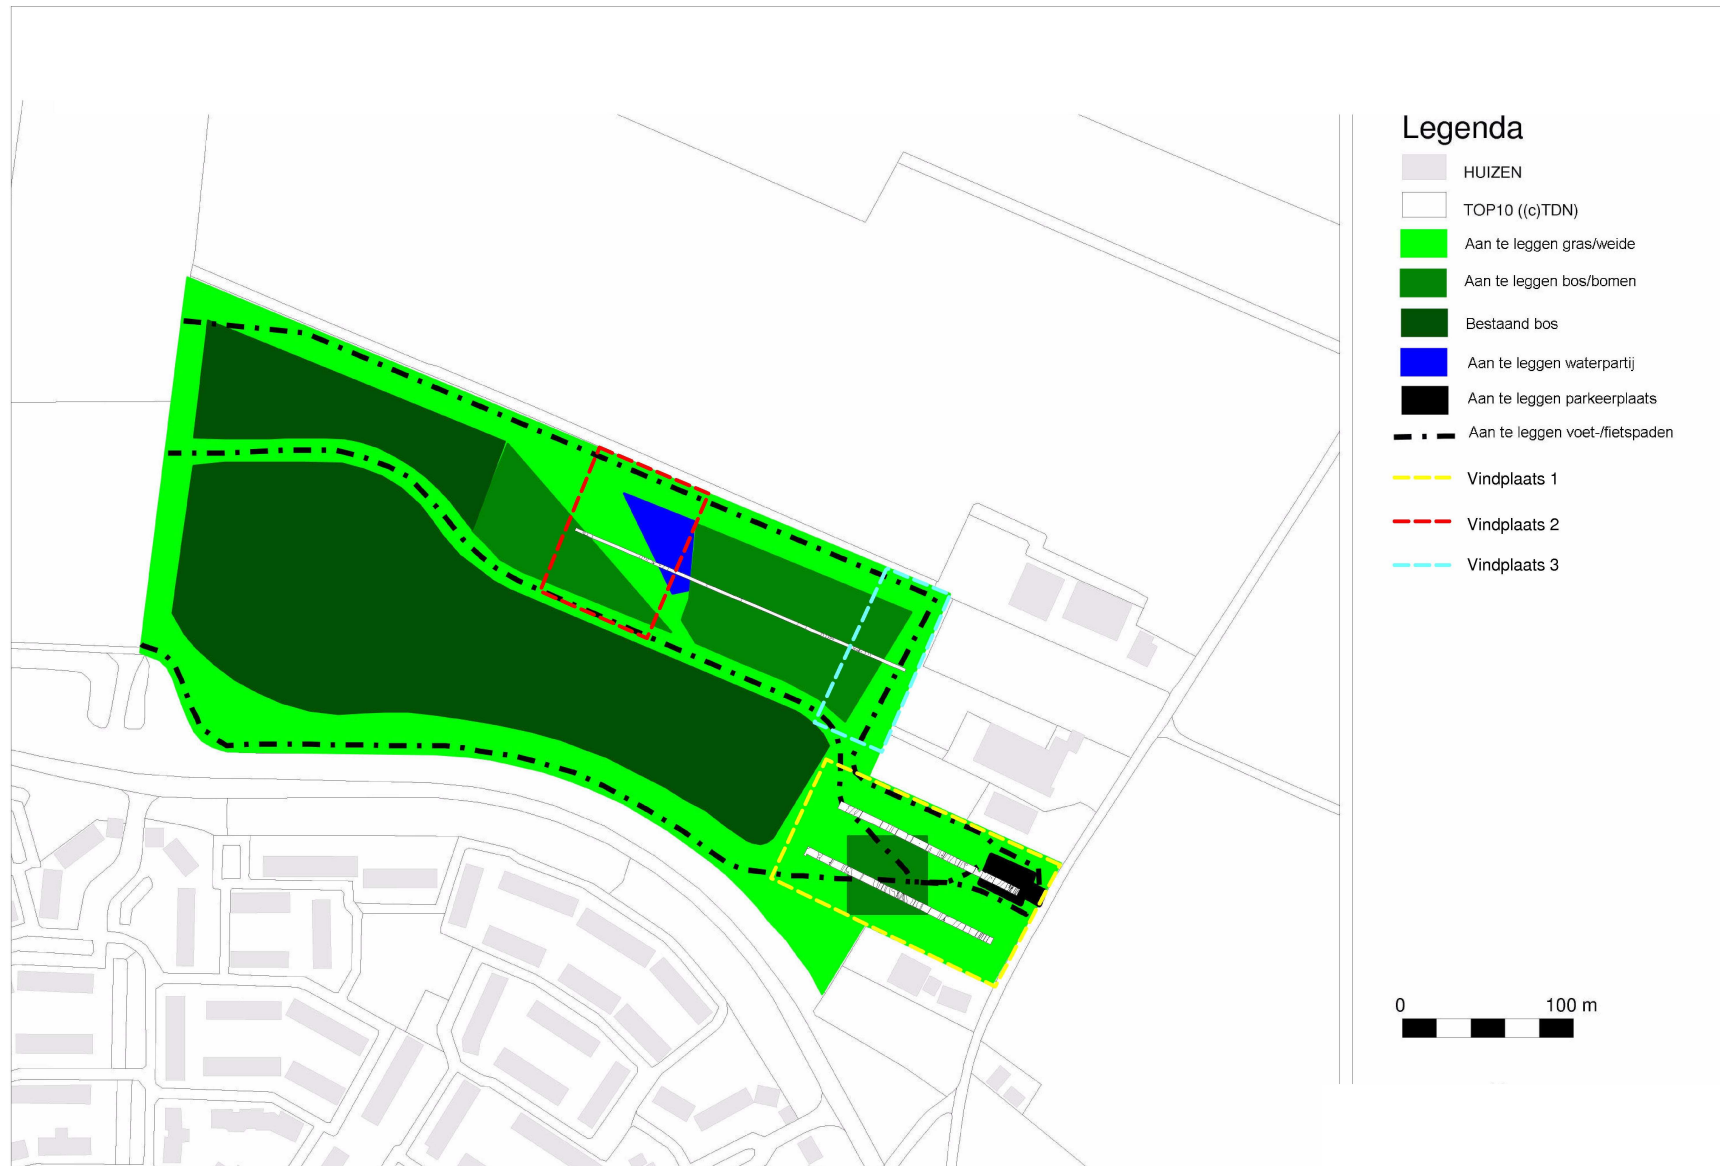 Legenda
HUIZEN
TOP10 ((c)TDN)
Aan te leggen gras/weide
Aan te leggen bos/bomen
Bestaand bos
Aan te leggen waterpartij
Aan te leggen parkeerplaats
Aan te leggen voet-/fietspaden
Vindplaats 1
Vindplaats 2
Vindplaats 3
0 100 m